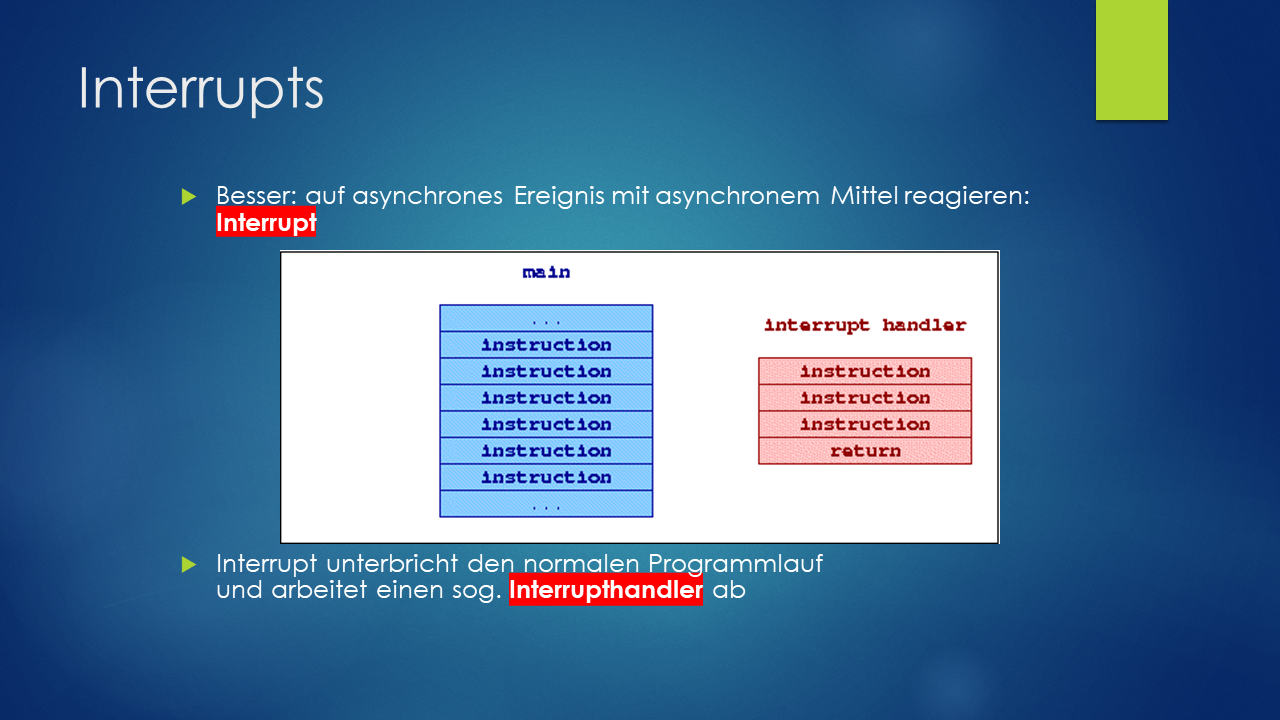 Interrupts
Besser: auf asynchrones Ereignis mit asynchronem Mittel reagieren:
Interrupt
main
...
instruction
instruction
instruction
instruction
instruction
instruction
...
interrupt handler
instruction
instruction
instruction
return
Interrupt unterbricht den normalen Programmlauf
und arbeitet einen sog. Interrupthandler ab